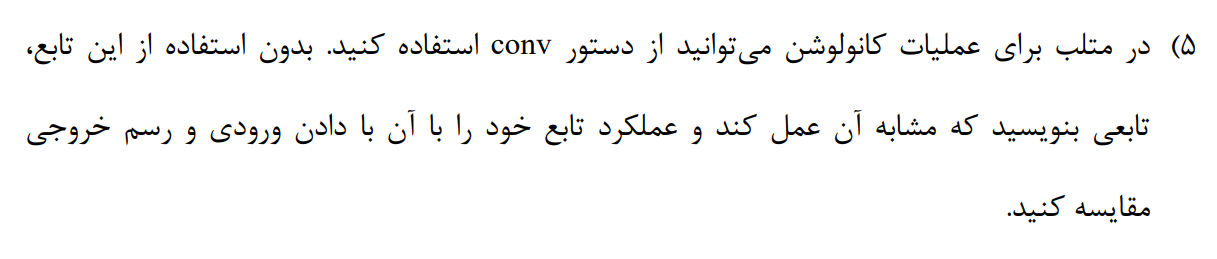 ۵) در متلب برای عملیات کانولوشن می‌توانید از دستور conv استفاده کنید. بدون استفاده از این تابع،
تابعی بنویسید که مشابه آن عمل کند و عملکرد تابع خود را با آن با دادن ورودی و رسم خروجی
مقایسه کنید.